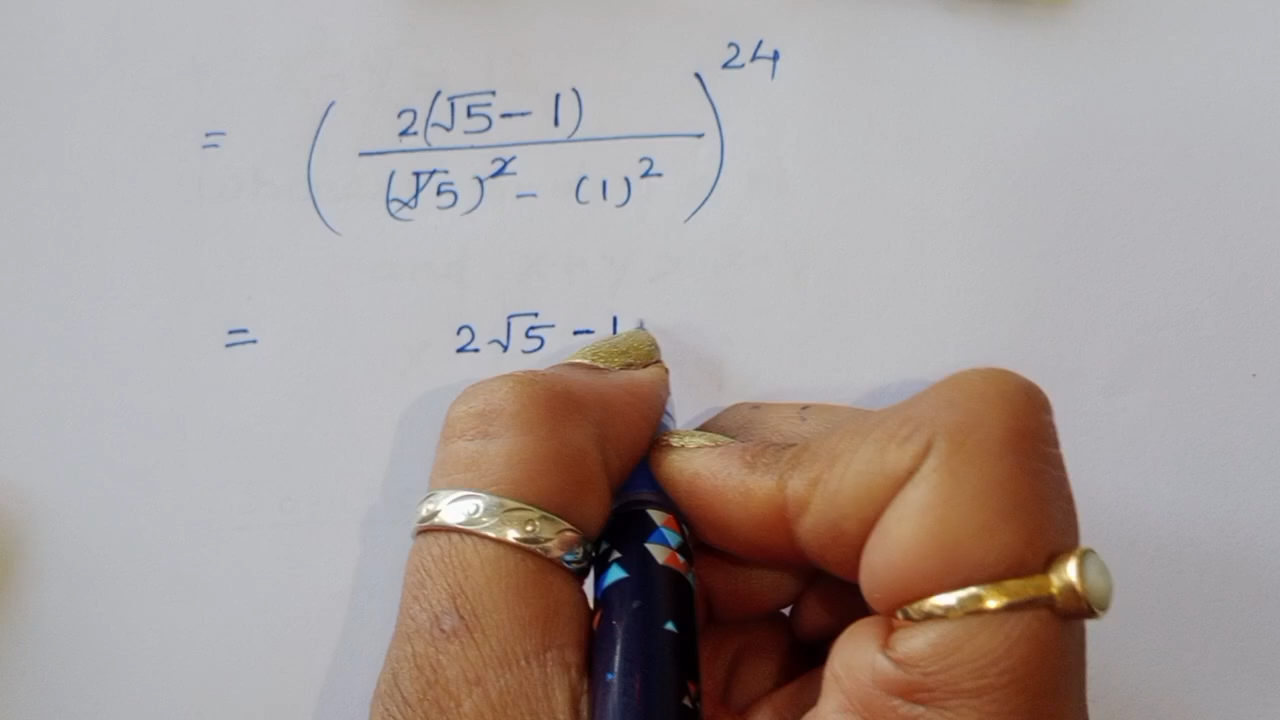 = ( 2(√5 - 1) / (√5)² - (1)² )²⁴
= 2√5 - 1